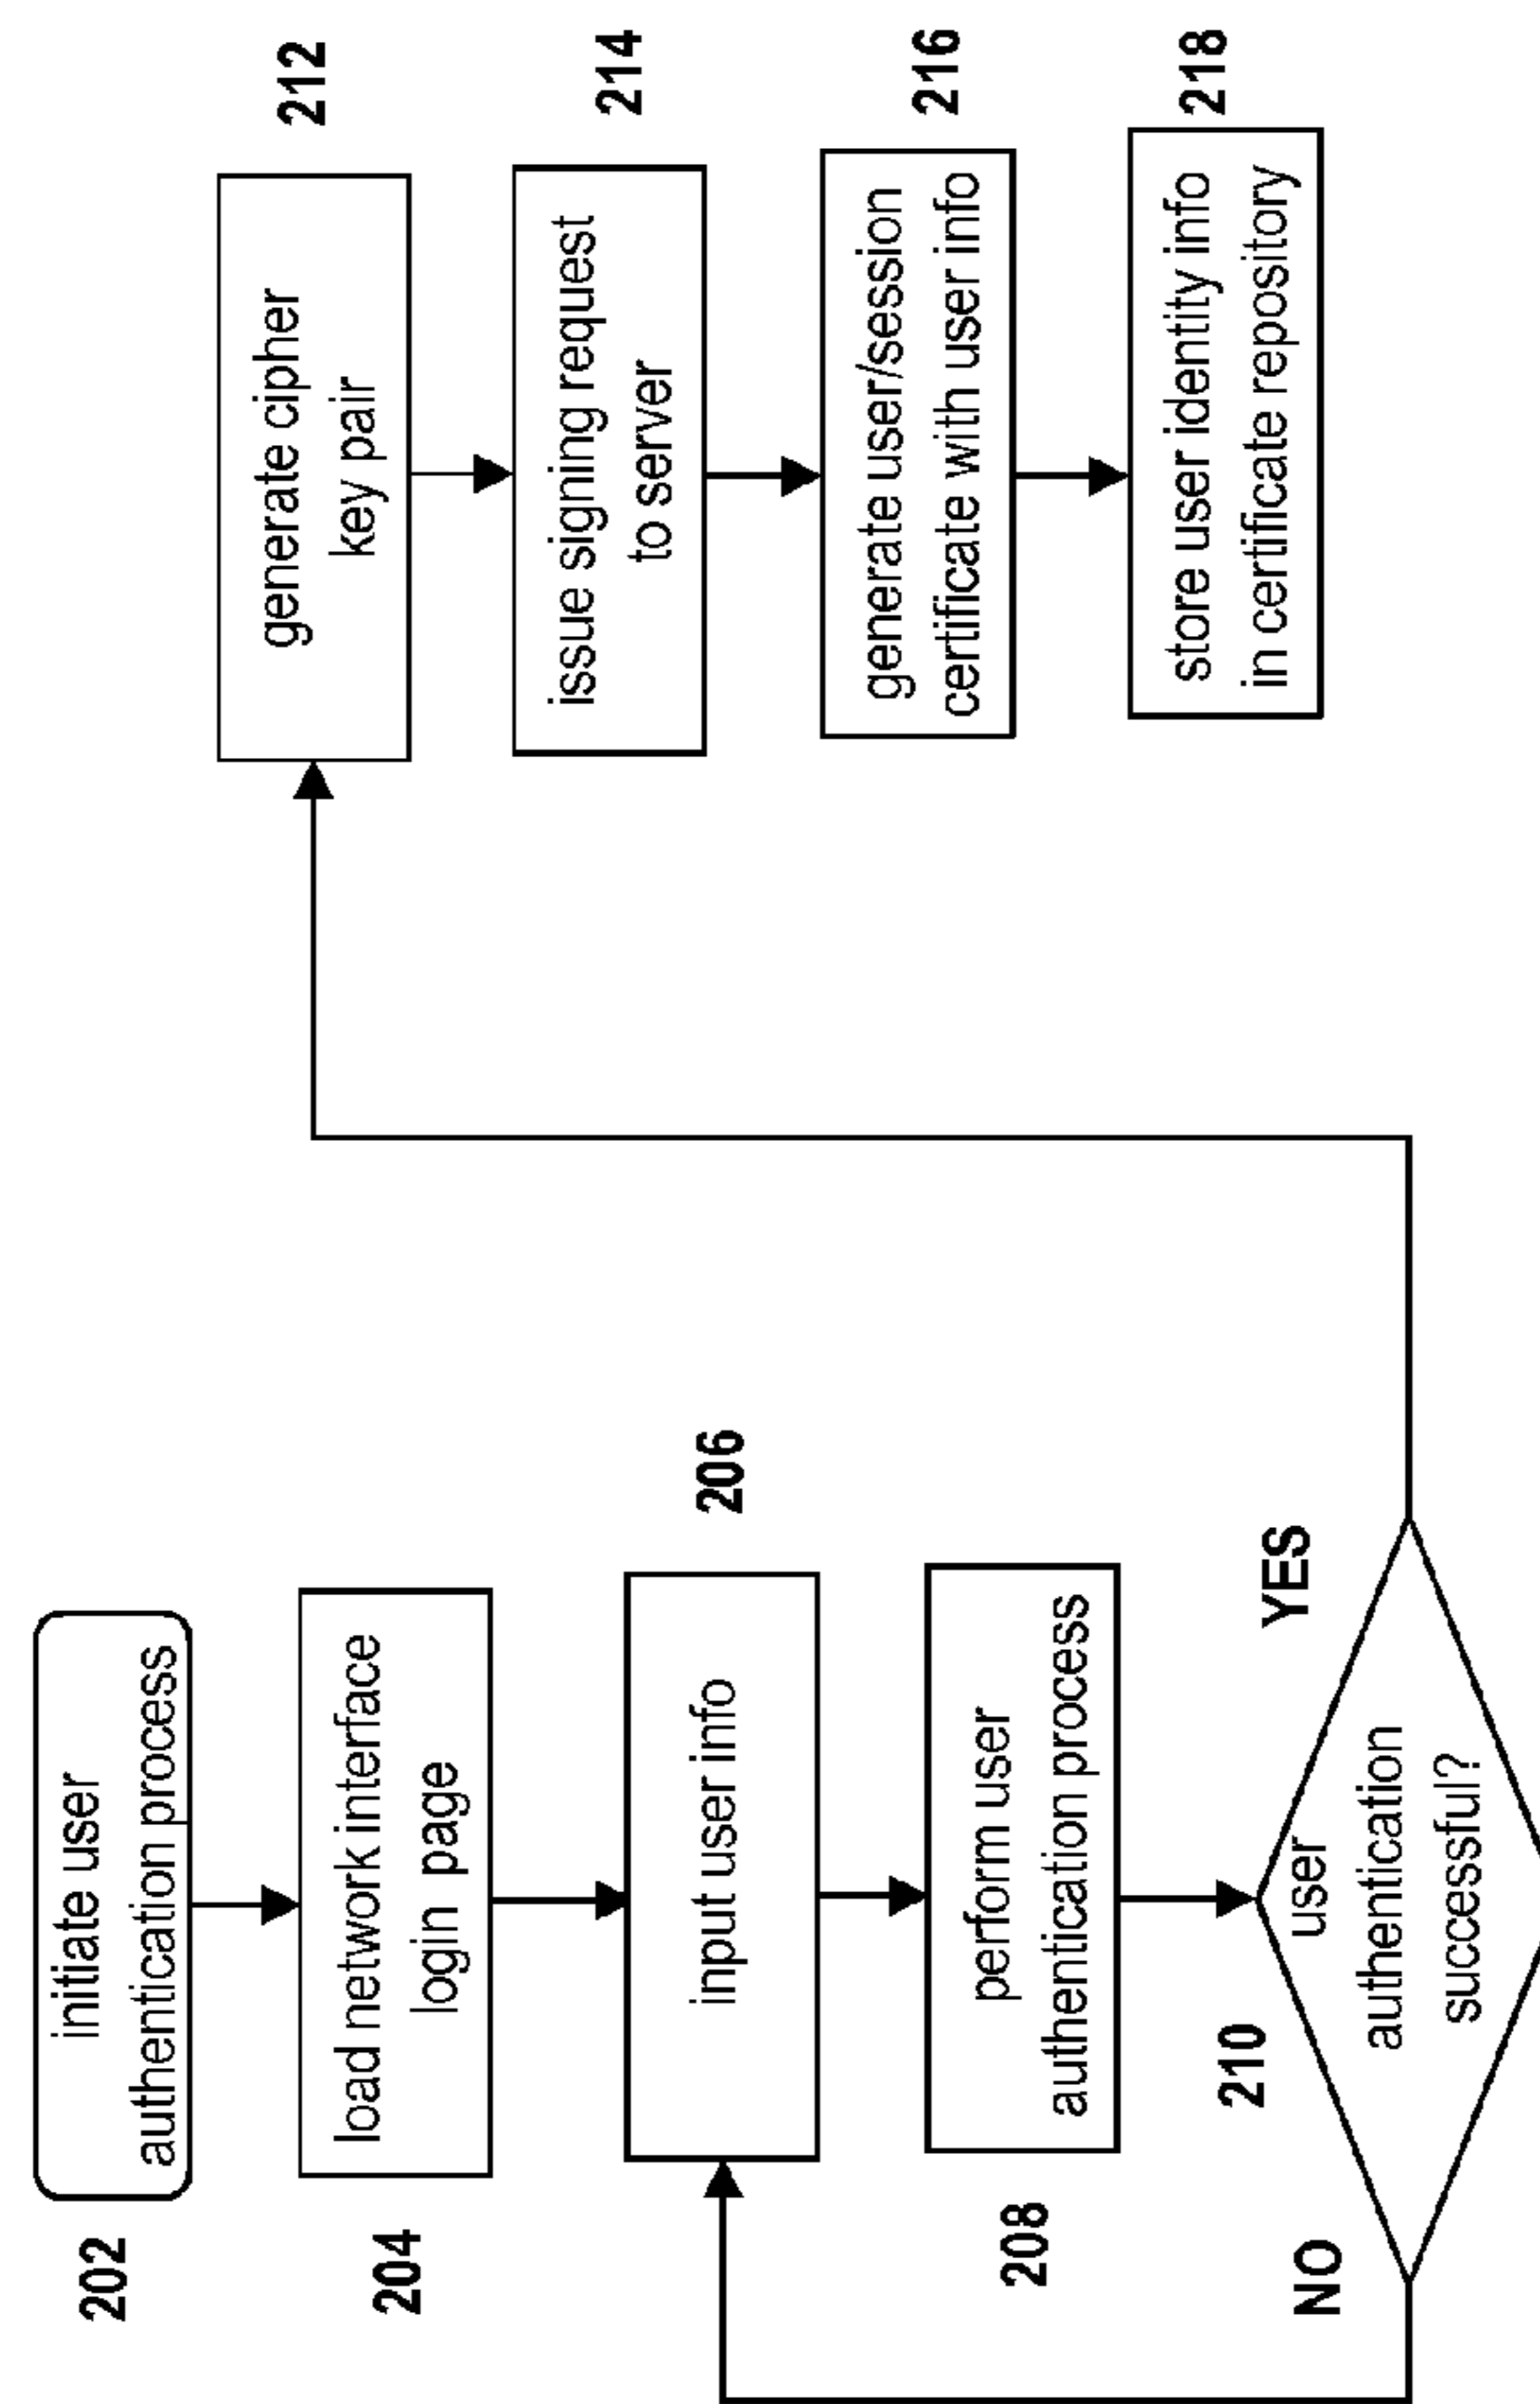 202
initiate user
authentication process
204
load network interface
login page
206
input user info
208
perform user
authentication process
210
user
authentication
successful?
NO
YES
212
generate cipher
key pair
214
issue signing request
to server
216
generate user/session
certificate with user info
218
store user identity info
in certificate repository